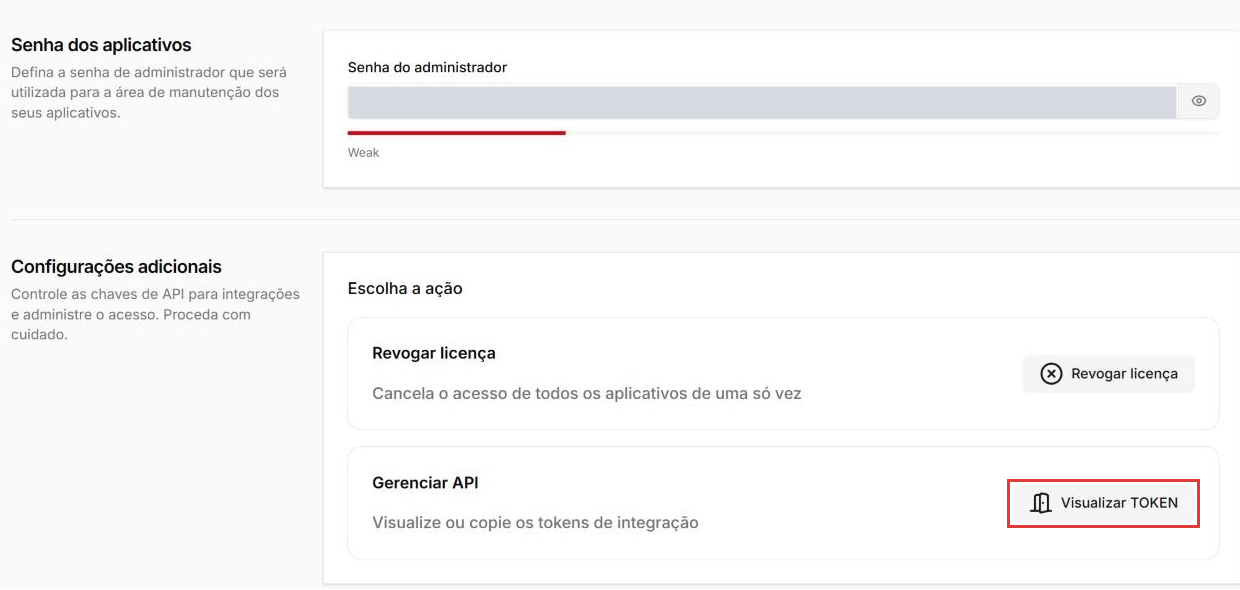 Senha dos aplicativos
Defina a senha de administrador que será
utilizada para a área de manutenção dos
seus aplicativos.
Senha do administrador
Weak
Configurações adicionais
Controle as chaves de API para integrações
e administre o acesso. Proceda com
cuidado.
Escolha a ação
Revogar licença
Cancela o acesso de todos os aplicativos de uma só vez
Revogar licença
Gerenciar API
Visualize ou copie os tokens de integração
Visualizar TOKEN